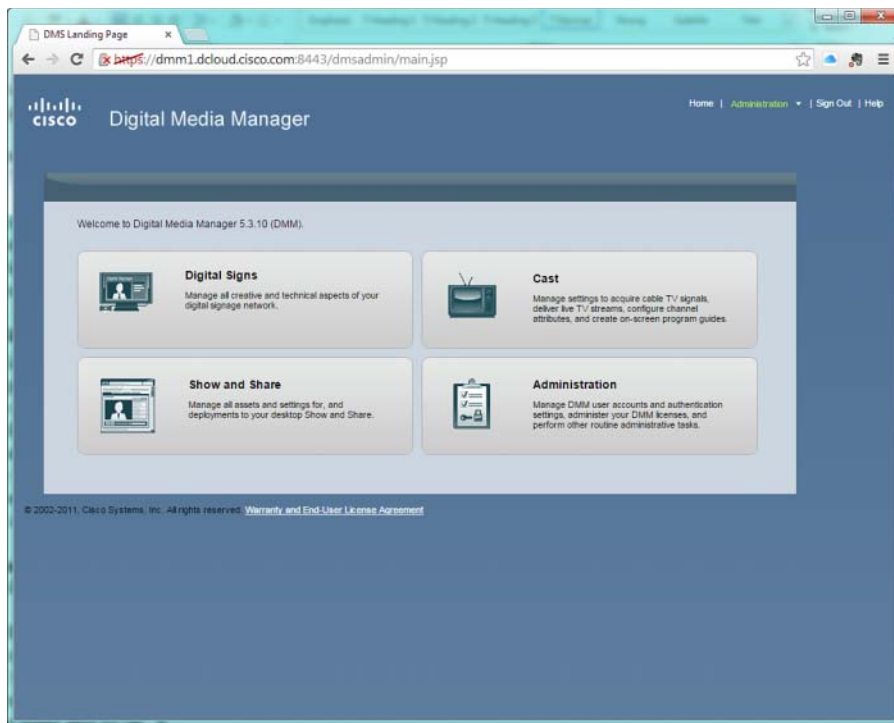 DMS Landing Page
https://dmm1.dcloud.cisco.com:8443/dmsadmin/main.jsp
cisco
Digital Media Manager
Home | Administration | Sign Out | Help
Welcome to Digital Media Manager 5.3.10 (DMM).
Digital Signs
Manage all creative and technical aspects of your
digital signage network.
Cast
Manage settings to acquire cable TV signals,
deliver live TV streams, configure channel
attributes, and create on-screen program guides.
Show and Share
Manage all assets and settings for, and
deployments to your desktop Show and Share.
Administration
Manage DMM user accounts and authentication
settings, administer your DMM licenses, and
perform other routine administrative tasks.
© 2002-2011, Cisco Systems, Inc. All rights reserved. Warranty and End-User License Agreement